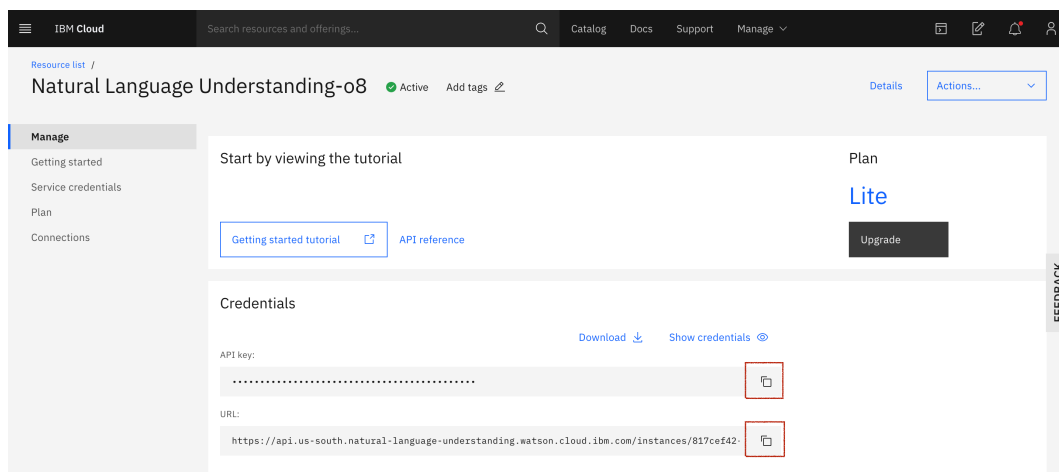 IBM Cloud
Search resources and offerings...
Catalog
Docs
Support
Manage
Resource list /
Natural Language Understanding-o8
Active
Add tags
Details
Actions...
Manage
Getting started
Service credentials
Plan
Connections
Start by viewing the tutorial
Getting started tutorial
API reference
Plan
Lite
Upgrade
FEEDBACK
Credentials
Download
Show credentials
API key:
URL:
https://api.us-south.natural-language-understanding.watson.cloud.ibm.com/instances/817cef42-